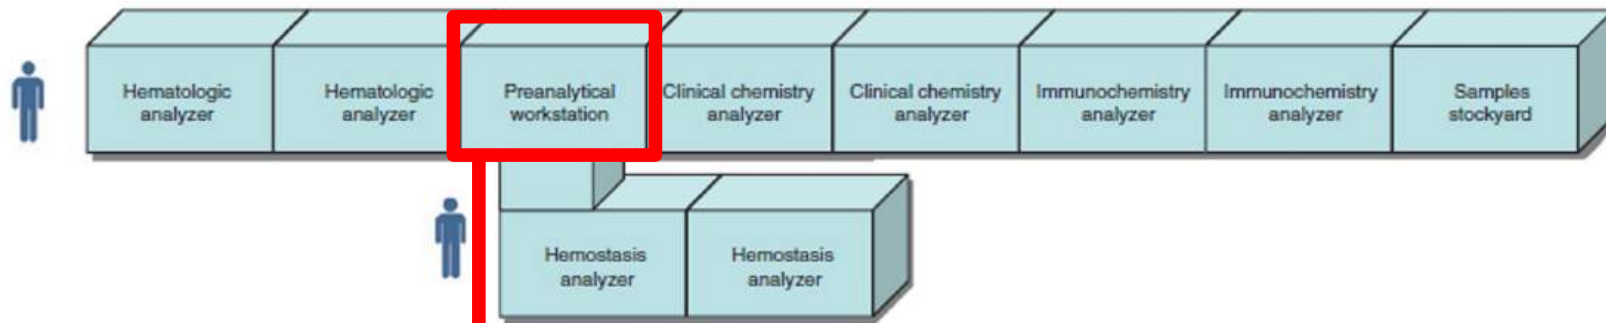 Hematologic
analyzer
Hematologic
analyzer
Preanalytical
workstation
Clinical chemistry
analyzer
Clinical chemistry
analyzer
Immunochemistry
analyzer
Immunochemistry
analyzer
Samples
stockyard
Hemostasis
analyzer
Hemostasis
analyzer